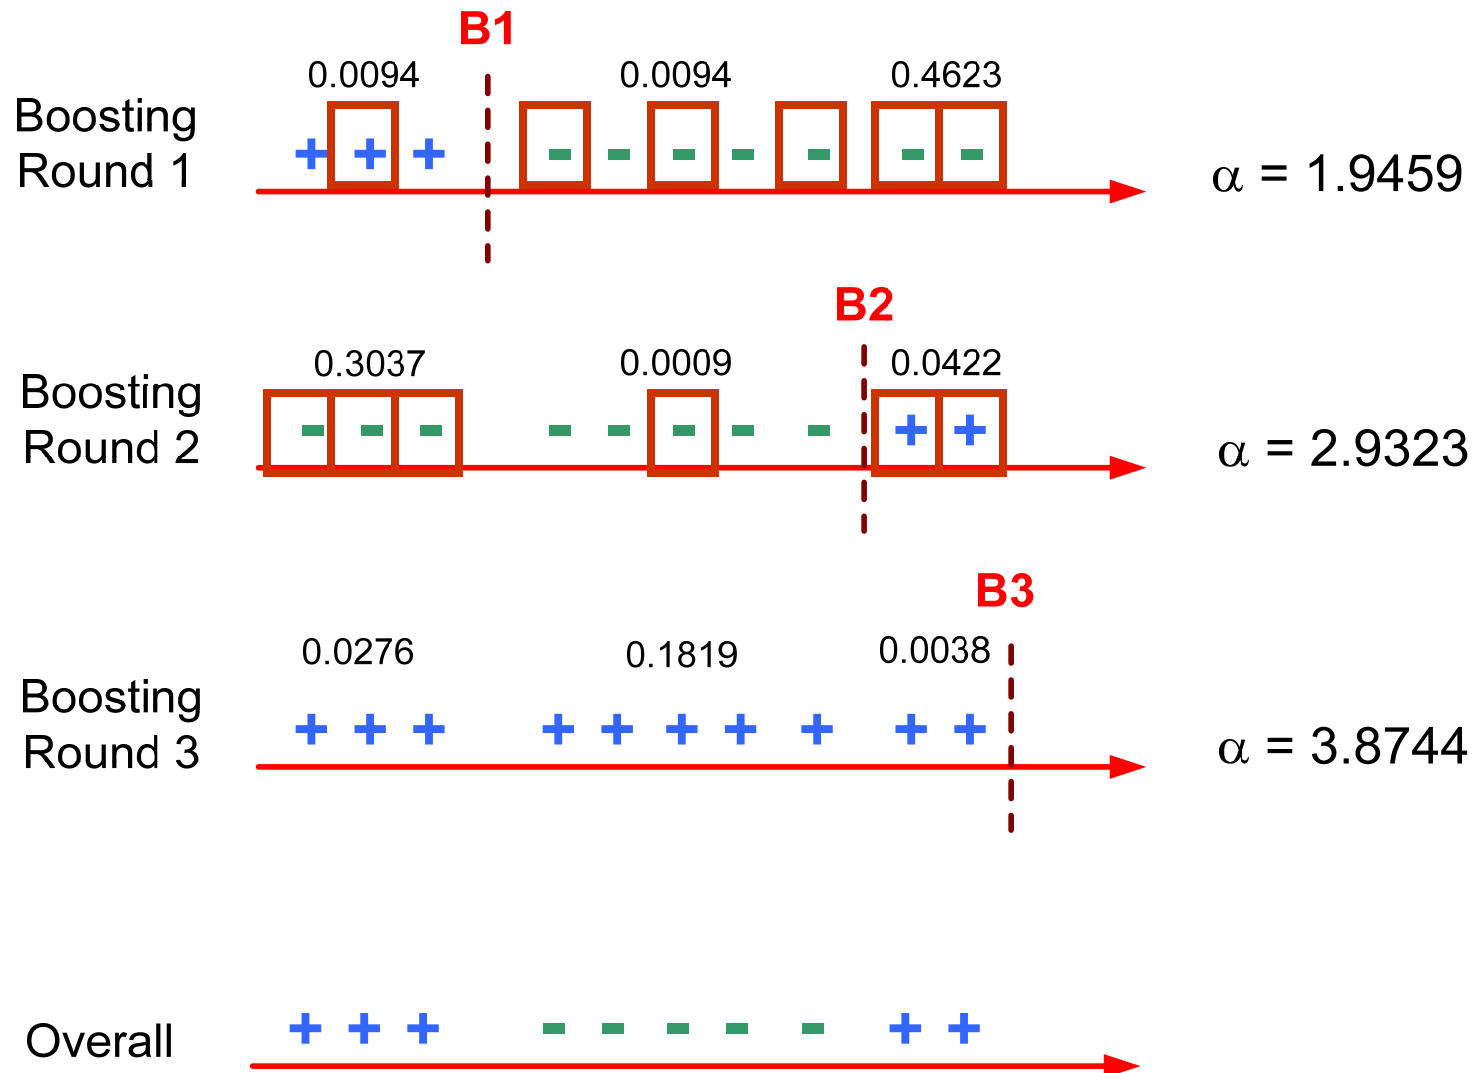 B1
0.0094 0.0094 0.4623
Boosting
Round 1
+ + + - - - - - - -
α = 1.9459
B2
0.3037 0.0009 0.0422
Boosting
Round 2
- - - - - - - - + +
α = 2.9323
B3
0.0276 0.1819 0.0038
Boosting
Round 3
+ + + + + + + + + +
α = 3.8744
Overall
+ + + - - - - - + +